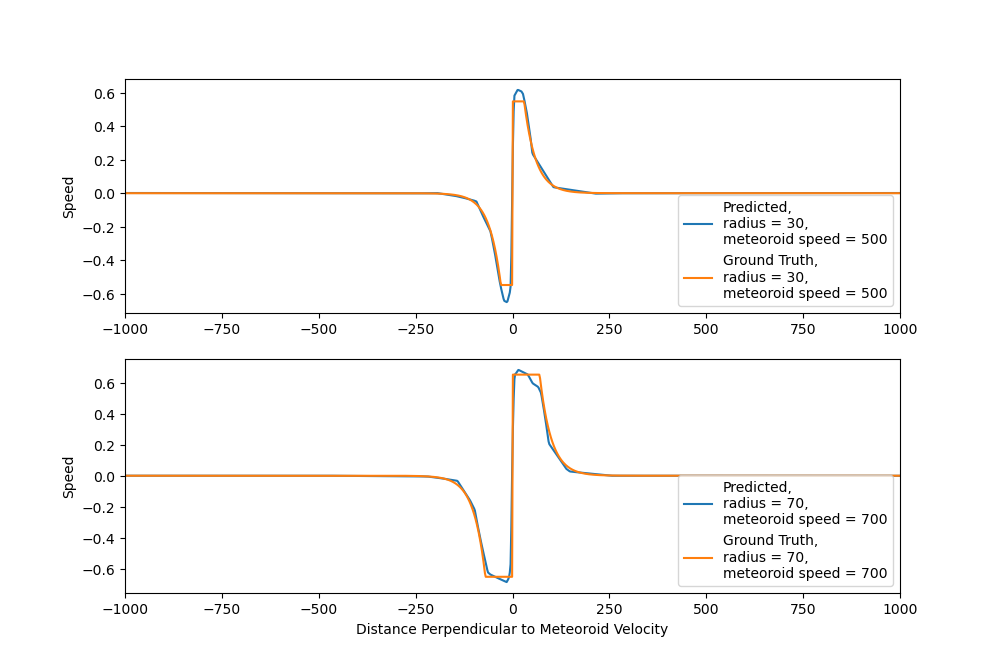 0.6
0.4
0.2
0.0
−0.2
−0.4
−0.6
Speed
Predicted,
radius = 30,
meteoroid speed = 500
Ground Truth,
radius = 30,
meteoroid speed = 500
−1000 −750 −500 −250 0 250 500 750 1000
0.6
0.4
0.2
0.0
−0.2
−0.4
−0.6
Speed
Predicted,
radius = 70,
meteoroid speed = 700
Ground Truth,
radius = 70,
meteoroid speed = 700
−1000 −750 −500 −250 0 250 500 750 1000
Distance Perpendicular to Meteoroid Velocity